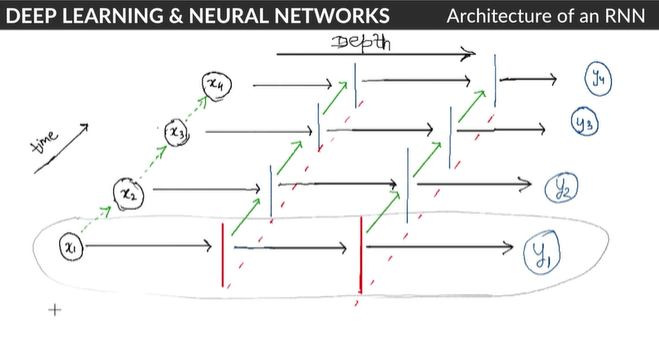 DEEP LEARNING & NEURAL NETWORKS
Architecture of an RNN
Depth
x4
y4
time
x3
y3
x2
y2
x1
y1